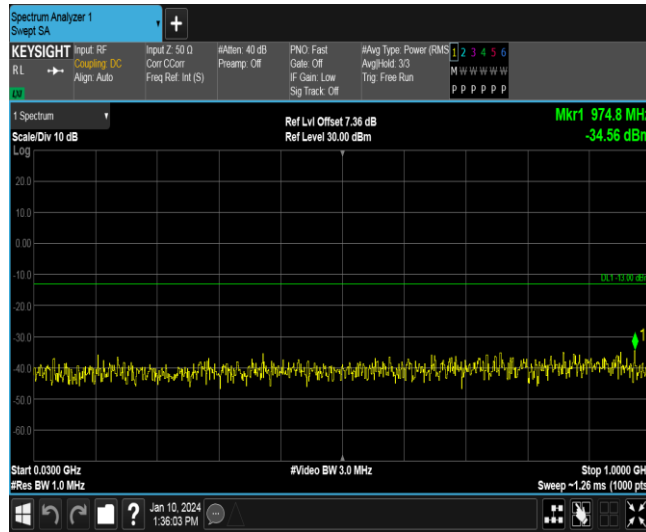 Spectrum Analyzer 1
Swept SA
+
KEYSIGHT Input: RF Input Z: 50 Ω #Atten: 40 dB PNO: Fast #Avg Type: Power (RMS 1 2 3 4 5 6
RL Coupling: DC Corr CCorr Preamp: Off Gate: Off Avg|Hold: 3/3 M W W W W W
Align: Auto Freq Ref: Int (S) IF Gain: Low Trig: Free Run
Sig Track: Off P P P P P P
LXI
1 Spectrum Ref Lvl Offset 7.36 dB Mkr1 974.8 MHz
Scale/Div 10 dB Ref Level 30.00 dBm -34.56 dBm
Log
20.0
10.0
0.00
-10.0
DL1 -13.00 dBm
-20.0
-30.0
1
-40.0
-50.0
-60.0
Start 0.0300 GHz #Video BW 3.0 MHz Stop 1.0000 GH
#Res BW 1.0 MHz Sweep ~1.26 ms (1000 pts
? Jan 10, 2024
1:36:03 PM